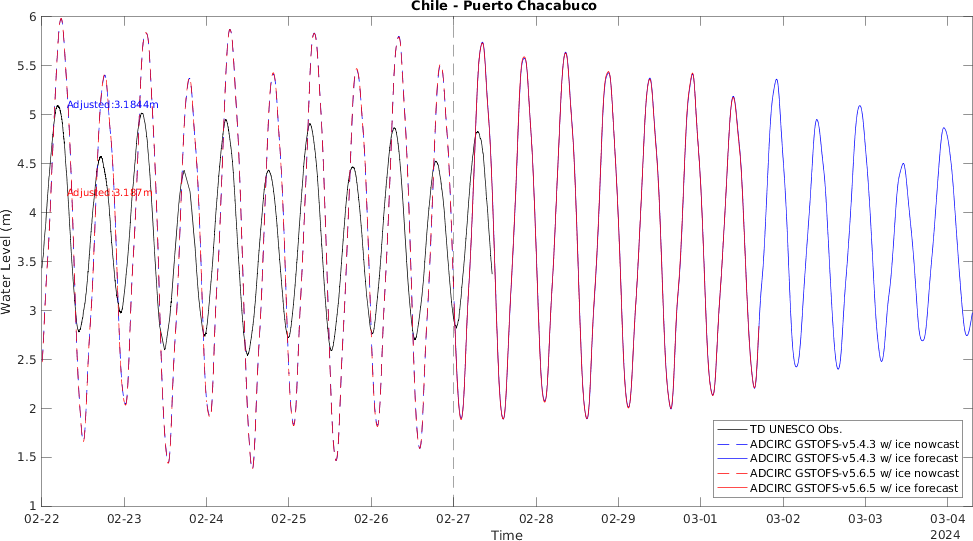 Chile - Puerto Chacabuco
6
5.5
5
4.5
4
3.5
3
2.5
2
1.5
1
Water Level (m)
Adjusted:3.1844m
Adjusted:3.187m
TD UNESCO Obs.
ADCIRC GSTOFS-v5.4.3 w/ ice nowcast
ADCIRC GSTOFS-v5.4.3 w/ ice forecast
ADCIRC GSTOFS-v5.6.5 w/ ice nowcast
ADCIRC GSTOFS-v5.6.5 w/ ice forecast
02-22 02-23 02-24 02-25 02-26 02-27 02-28 02-29 03-01 03-02 03-03 03-04
2024
Time